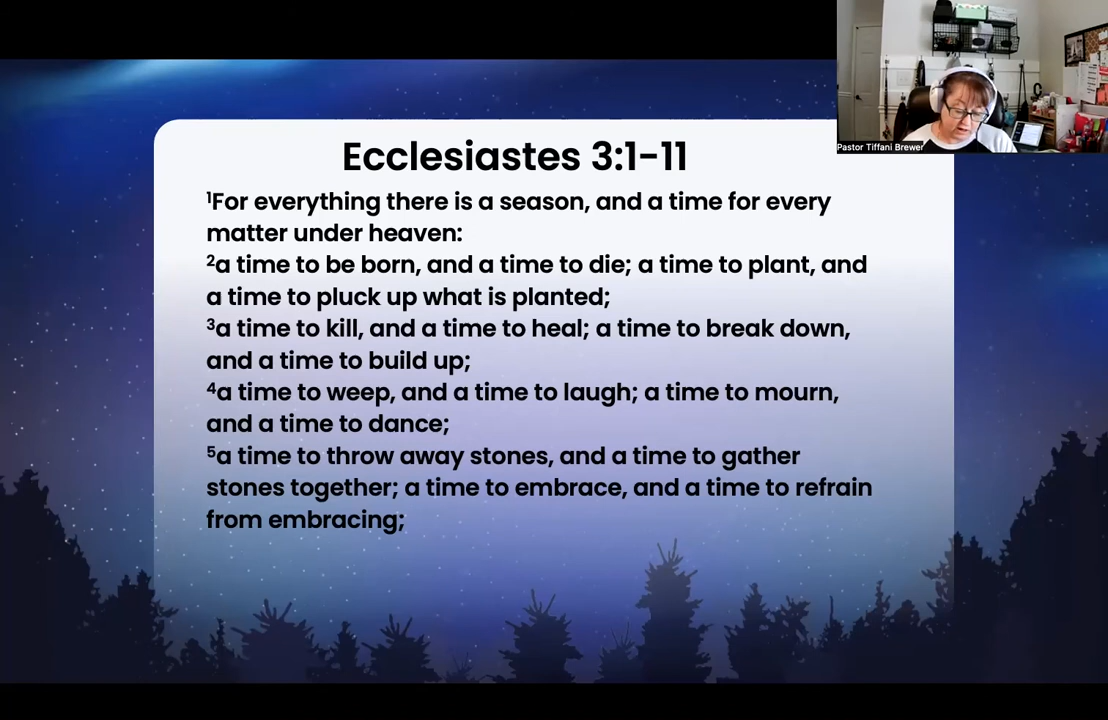 Pastor Tiffani Brewer
Ecclesiastes 3:1-11
¹For everything there is a season, and a time for every
matter under heaven:
²a time to be born, and a time to die; a time to plant, and
a time to pluck up what is planted;
³a time to kill, and a time to heal; a time to break down,
and a time to build up;
⁴a time to weep, and a time to laugh; a time to mourn,
and a time to dance;
⁵a time to throw away stones, and a time to gather
stones together; a time to embrace, and a time to refrain
from embracing;